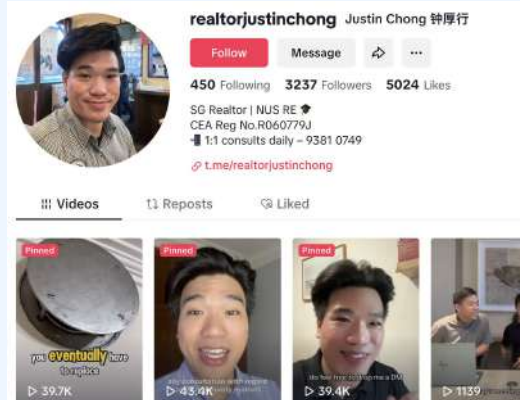 realtorjustinchong Justin Chong 钟厚行
Follow Message
450 Following 3237 Followers 5024 Likes
SG Realtor | NUS RE 🎓
CEA Reg No.R060779J
📲 1:1 consults daily – 9381 0749
t.me/realtorjustinchong
Videos Reposts Liked
Pinned Pinned Pinned
you eventually have
to replace
39.7K 43.4K 39.4K 1139